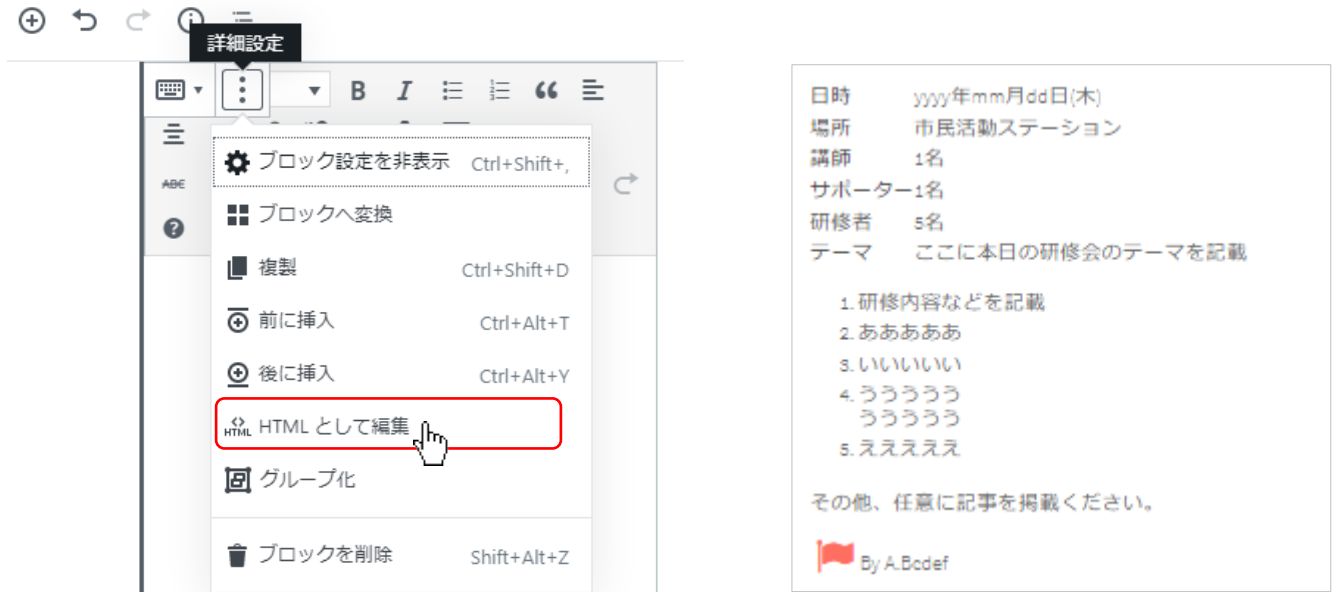 詳細設定
B I
ABC
ブロック設定を非表示 Ctrl+Shift+,
ブロックへ変換
複製 Ctrl+Shift+D
前に挿入 Ctrl+Alt+T
後に挿入 Ctrl+Alt+Y
HTML HTML として編集
グループ化
ブロックを削除 Shift+Alt+Z
日時 yyyy年mm月dd日(木)
場所 市民活動ステーション
講師 1名
サポーター1名
研修者 5名
テーマ ここに本日の研修会のテーマを記載
1. 研修内容などを記載
2. あああああ
3. いいいいい
4. ううううう
ううううう
5. えええええ
その他、任意に記事を掲載ください。
By A.Bcdef